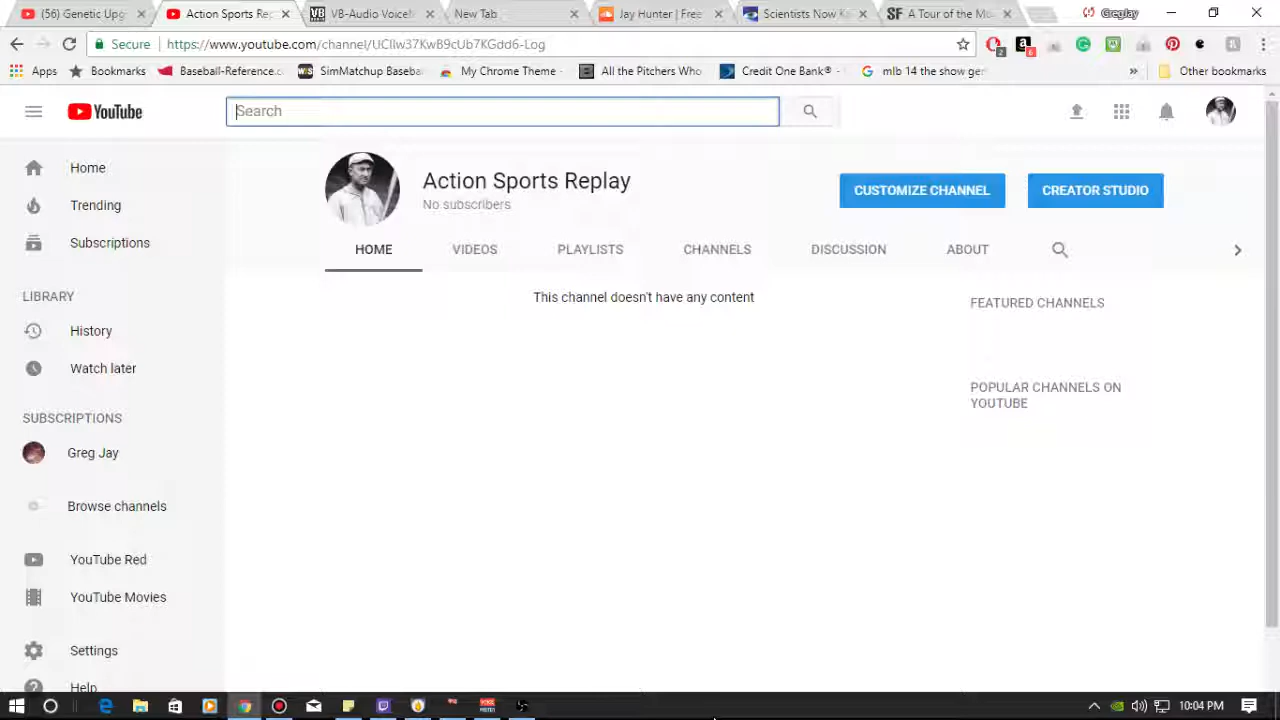 (56) Genetic Upg
Action Sports Re
VB-Audio Voice
New Tab
Jay Hunter | Free
Scientists Now K
A Tour of the Mo
Gregjay
Secure
https://www.youtube.com/channel/UCllw37KwB9cUb7KGdd6-Log
2
6
Apps
Bookmarks
Baseball-Reference.c
SimMatchup Baseba
My Chrome Theme -
All the Pitchers Who
Credit One Bank® -
mlb 14 the show gen
»
Other bookmarks
YouTube
Search
Home
Trending
Subscriptions
LIBRARY
History
Watch later
SUBSCRIPTIONS
Greg Jay
Browse channels
YouTube Red
YouTube Movies
Settings
Help
Action Sports Replay
No subscribers
CUSTOMIZE CHANNEL
CREATOR STUDIO
HOME
VIDEOS
PLAYLISTS
CHANNELS
DISCUSSION
ABOUT
This channel doesn't have any content
FEATURED CHANNELS
POPULAR CHANNELS ON
YOUTUBE
10:04 PM